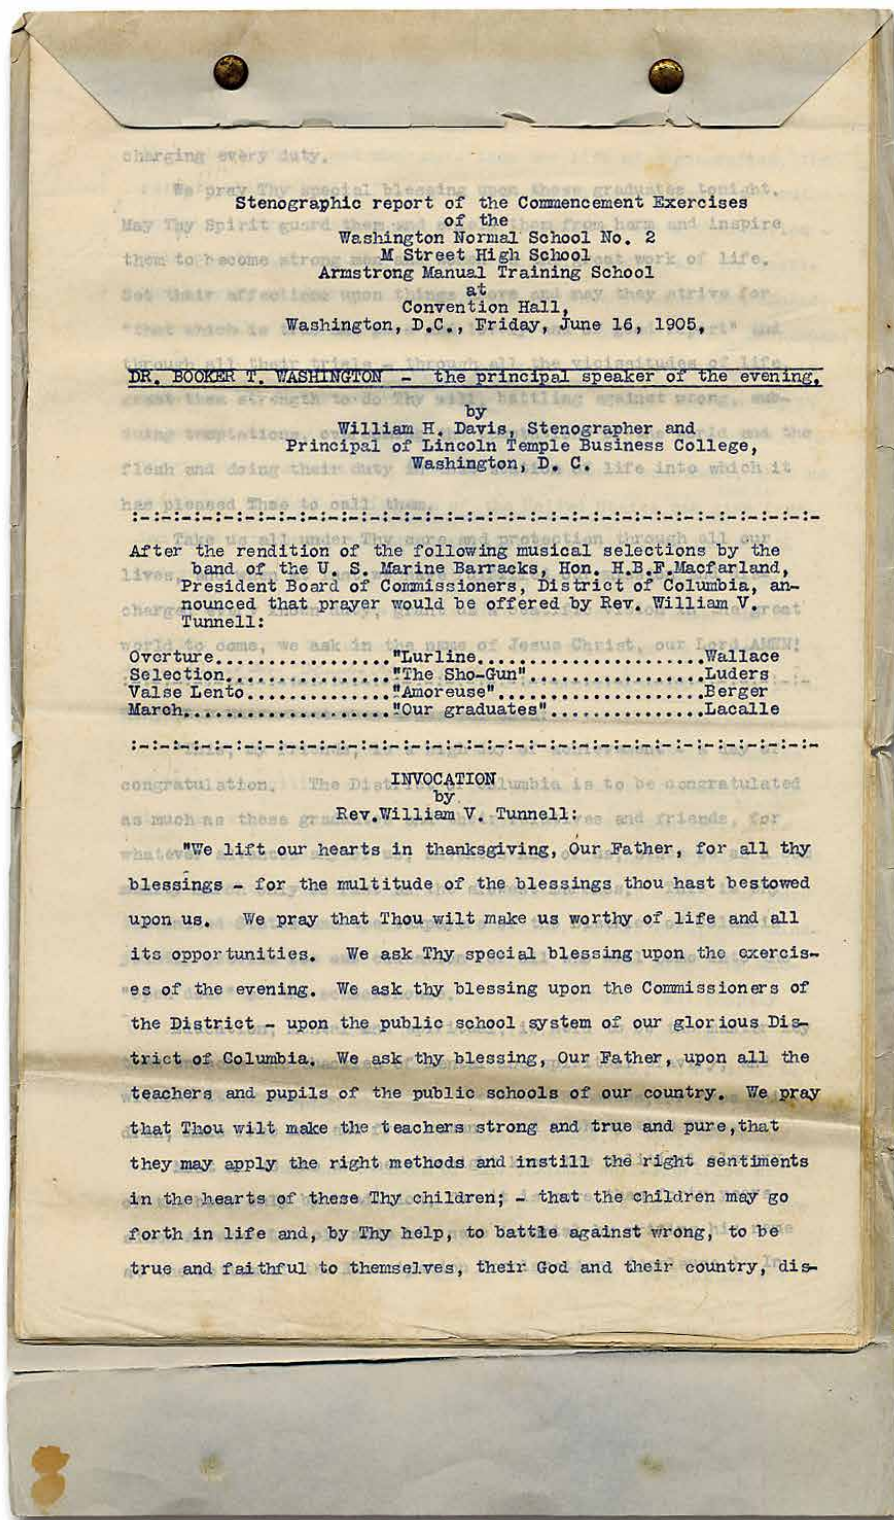 Stenographic report of the Commencement Exercises
of the
Washington Normal School No. 2
M Street High School
Armstrong Manual Training School
at
Convention Hall,
Washington, D.C., Friday, June 16, 1905,
DR. BOOKER T. WASHINGTON - the principal speaker of the evening.
by
William H. Davis, Stenographer and
Principal of Lincoln Temple Business College,
Washington, D. C.
:-:-:-:-:-:-:-:-:-:-:-:-:-:-:-:-:-:-:-:-:-:-:-:-:-:-:-:-:-:-:-:-
After the rendition of the following musical selections by the
band of the U. S. Marine Barracks, Hon. H.B.F.Macfarland,
President Board of Commissioners, District of Columbia, an-
nounced that prayer would be offered by Rev. William V.
Tunnell:
Overture................."Lurline......................Wallace
Selection................"The Sho-Gun".................Luders
Valse Lento.............."Amoreuse"....................Berger
March...................."Our graduates"...............Lacalle
:-:-:-:-:-:-:-:-:-:-:-:-:-:-:-:-:-:-:-:-:-:-:-:-:-:-:-:-:-:-:-:-
INVOCATION
by
Rev.William V. Tunnell:
"We lift our hearts in thanksgiving, Our Father, for all thy
blessings - for the multitude of the blessings thou hast bestowed
upon us. We pray that Thou wilt make us worthy of life and all
its opportunities. We ask Thy special blessing upon the exercis-
es of the evening. We ask thy blessing upon the Commissioners of
the District - upon the public school system of our glorious Dis-
trict of Columbia. We ask thy blessing, Our Father, upon all the
teachers and pupils of the public schools of our country. We pray
that Thou wilt make the teachers strong and true and pure,that
they may apply the right methods and instill the right sentiments
in the hearts of these Thy children; - that the children may go
forth in life and, by Thy help, to battle against wrong, to be
true and faithful to themselves, their God and their country, dis-